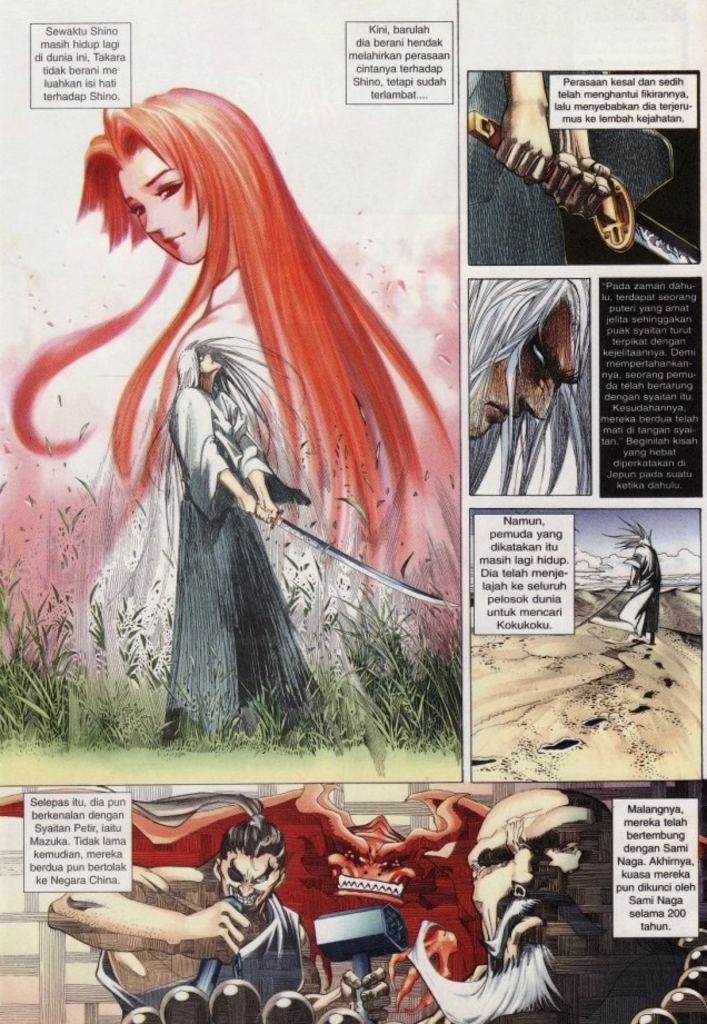 Sewaktu Shino
masih hidup lagi
di dunia ini, Takara
tidak berani me
luahkan isi hati
terhadap Shino.
Kini, barulah
dia berani hendak
melahirkan perasaan
cintanya terhadap
Shino, tetapi sudah
terlambat....
Perasaan kesal dan sedih
telah menghantui fikirannya,
lalu menyebabkan dia terjeru-
mus ke lembah kejahatan.
"Pada zaman dahu-
lu, terdapat seorang
puteri yang amat
jelita sehinggakan
puak syaitan turut
terpikat dengan
kejelitaannya. Demi
mempertahankan-
nya, seorang pemu-
da telah bertarung
dengan syaitan itu.
Kesudahannya,
mereka berdua telah
mati di tangan syai-
tan." Beginilah kisah
yang hebat
diperkatakan di
Jepun pada suatu
ketika dahulu.
Namun,
pemuda yang
dikatakan itu
masih lagi hidup.
Dia telah menje-
lajah ke seluruh
pelosok dunia
untuk mencari
Kokukoku.
Selepas itu, dia pun
berkenalan dengan
Syaitan Petir, iaitu
Mazuka. Tidak lama
kemudian, mereka
berdua pun bertolak
ke Negara China.
Malangnya,
mereka telah
bertembung
dengan Sami
Naga. Akhirnya,
kuasa mereka
pun dikunci oleh
Sami Naga
selama 200
tahun.